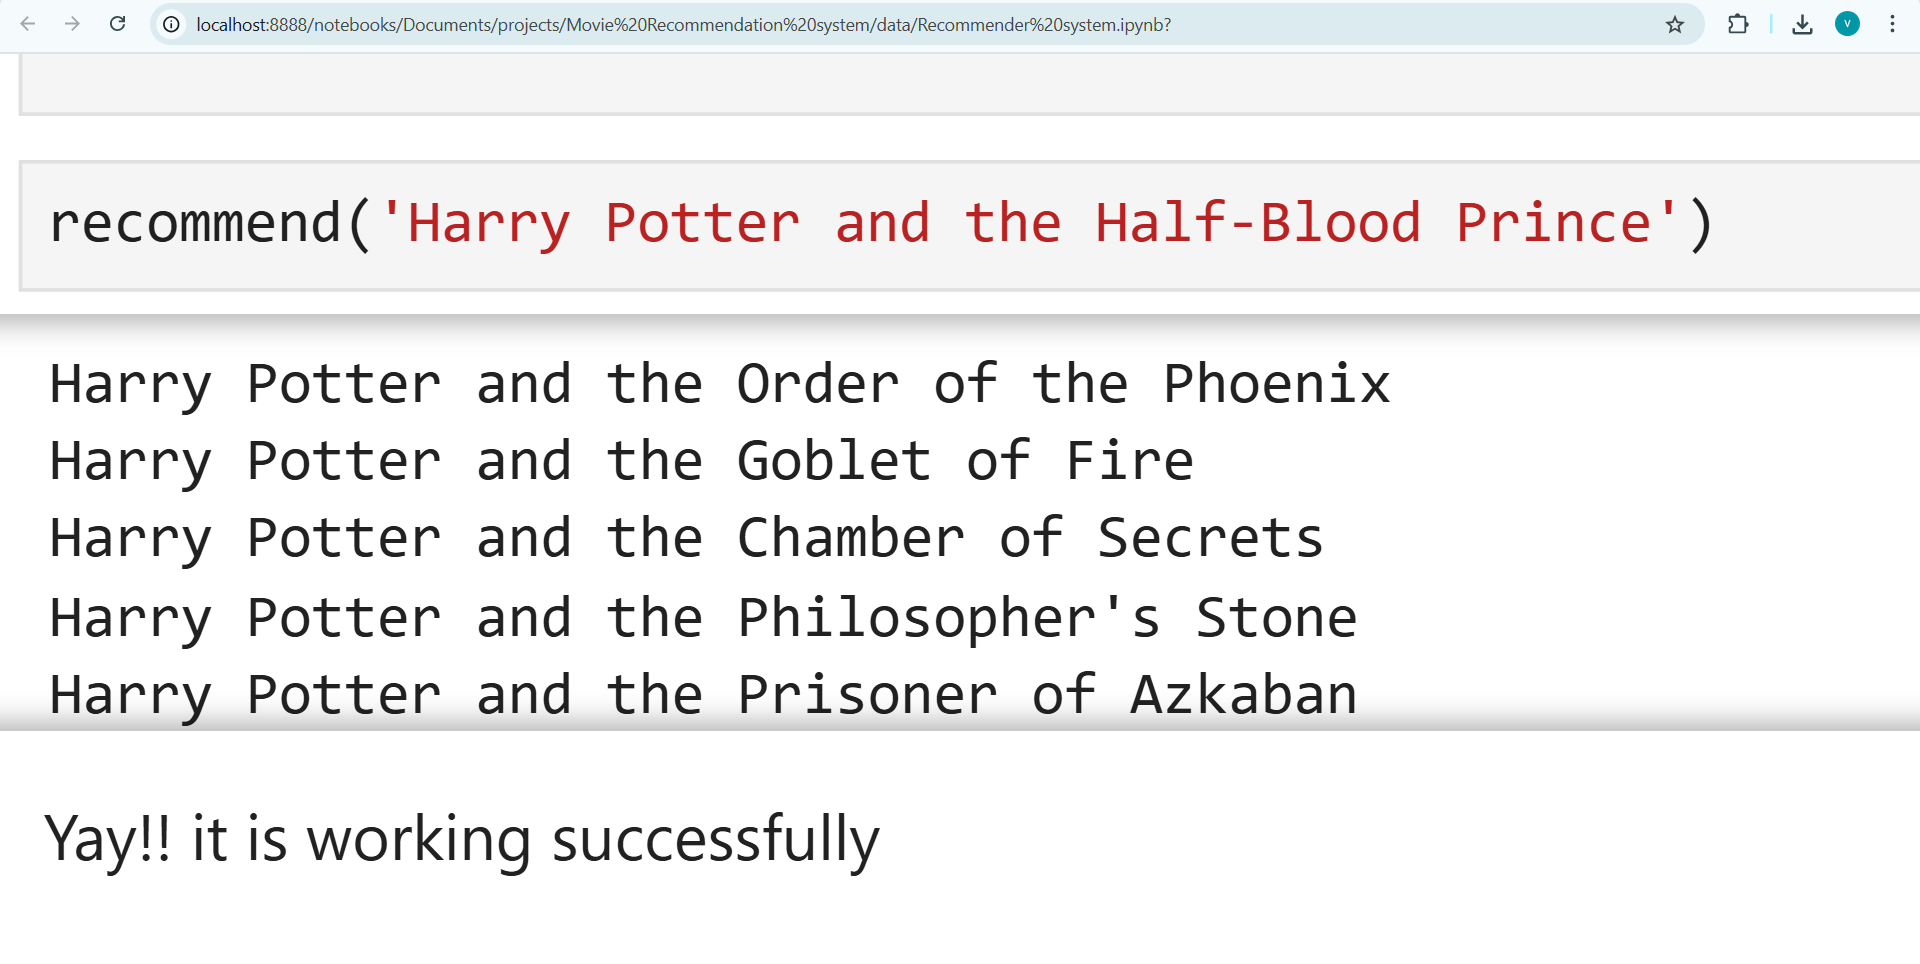 localhost:8888/notebooks/Documents/projects/Movie%20Recommendation%20system/data/Recommender%20system.ipynb?
V
recommend('Harry Potter and the Half-Blood Prince')
Harry Potter and the Order of the Phoenix
Harry Potter and the Goblet of Fire
Harry Potter and the Chamber of Secrets
Harry Potter and the Philosopher's Stone
Harry Potter and the Prisoner of Azkaban
Yay!! it is working successfully